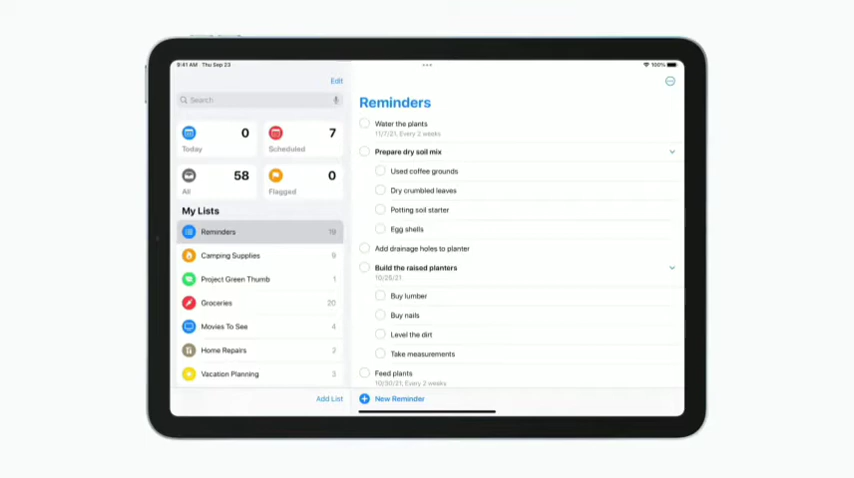 9:41 AM Thu Sep 23
100%
Edit
Search
0
Today
7
Scheduled
58
All
0
Flagged
My Lists
Reminders 19
Camping Supplies 9
Project Green Thumb 1
Groceries 20
Movies To See 4
Home Repairs 2
Vacation Planning 3
Add List
Reminders
Water the plants
11/7/21, Every 2 weeks
Prepare dry soil mix
Used coffee grounds
Dry crumbled leaves
Potting soil starter
Egg shells
Add drainage holes to planter
Build the raised planters
10/25/21
Buy lumber
Buy nails
Level the dirt
Take measurements
Feed plants
10/30/21, Every 2 weeks
New Reminder